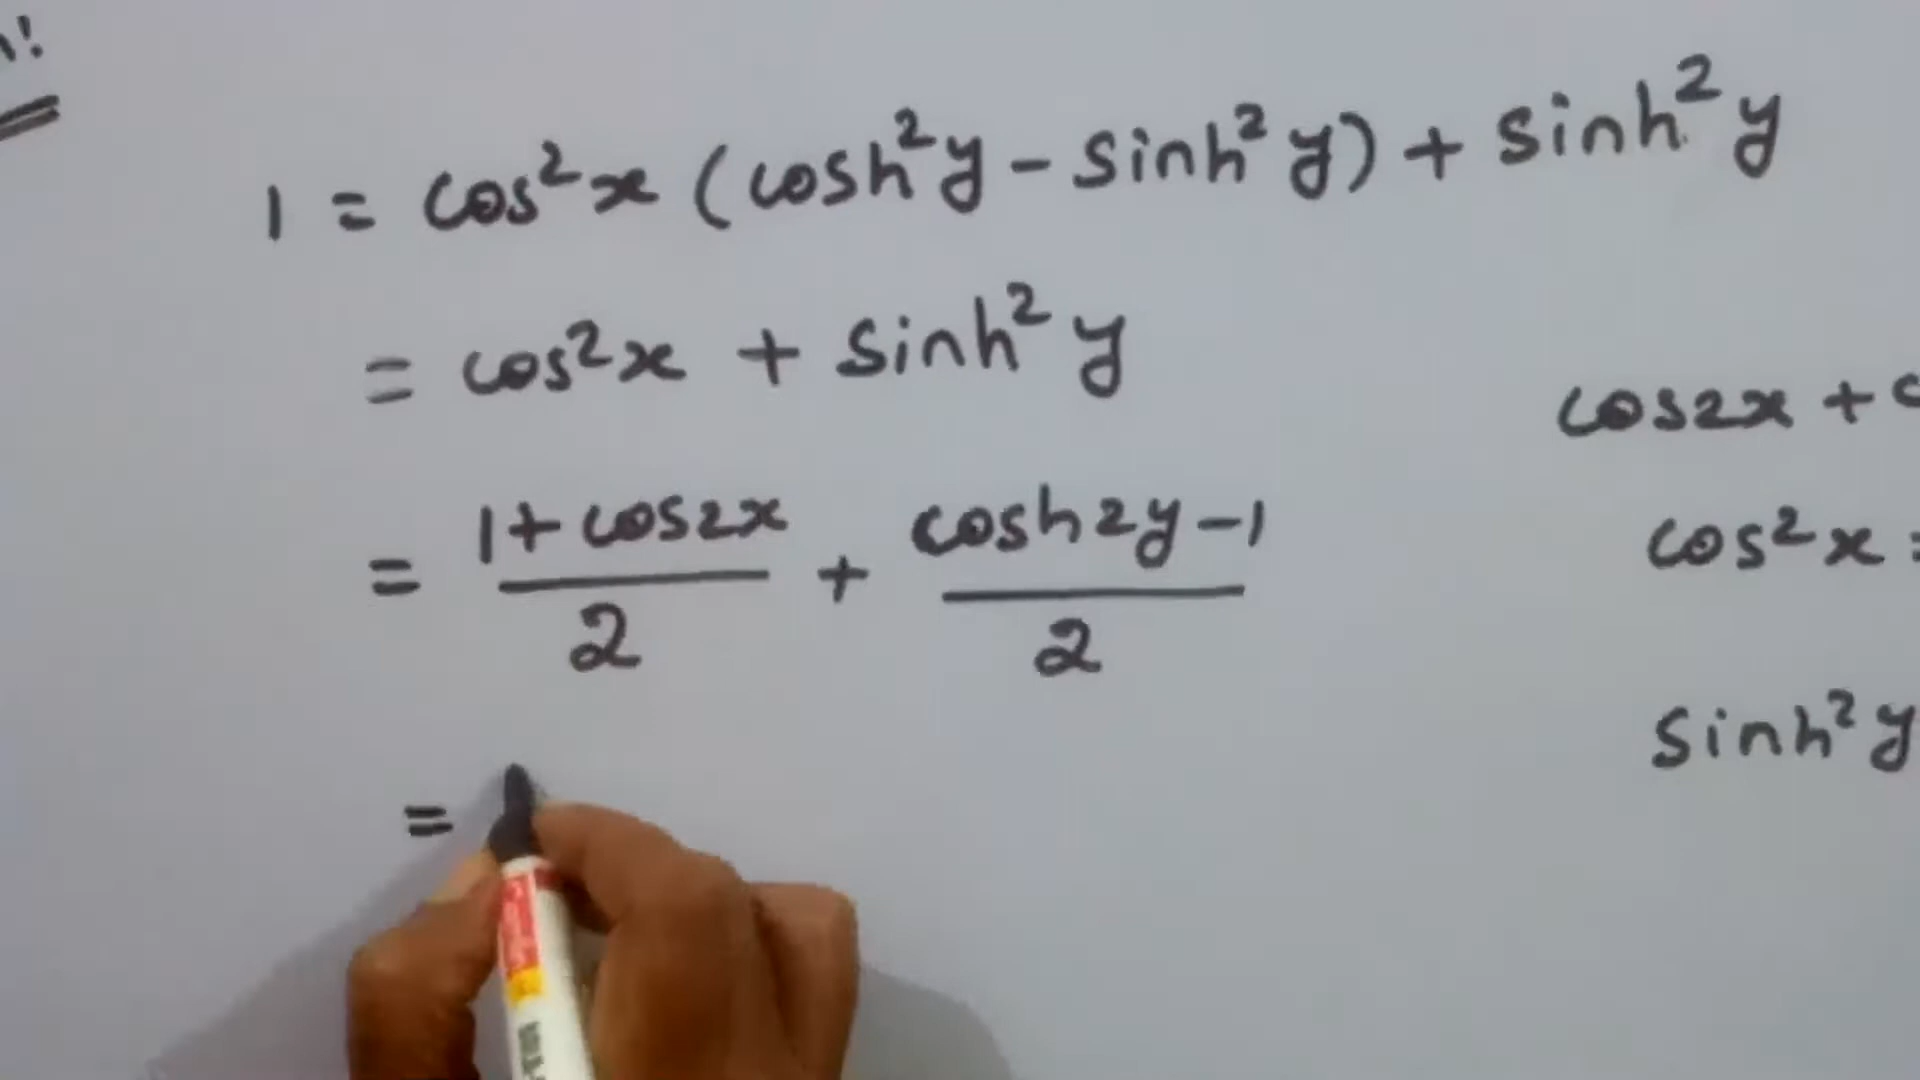 1 = cos²x (cosh²y - sinh²y) + sinh²y
= cos²x + sinh²y
cos2x +
= (1 + cos2x)/2 + (cosh2y - 1)/2
cos²x =
sinh²y
=